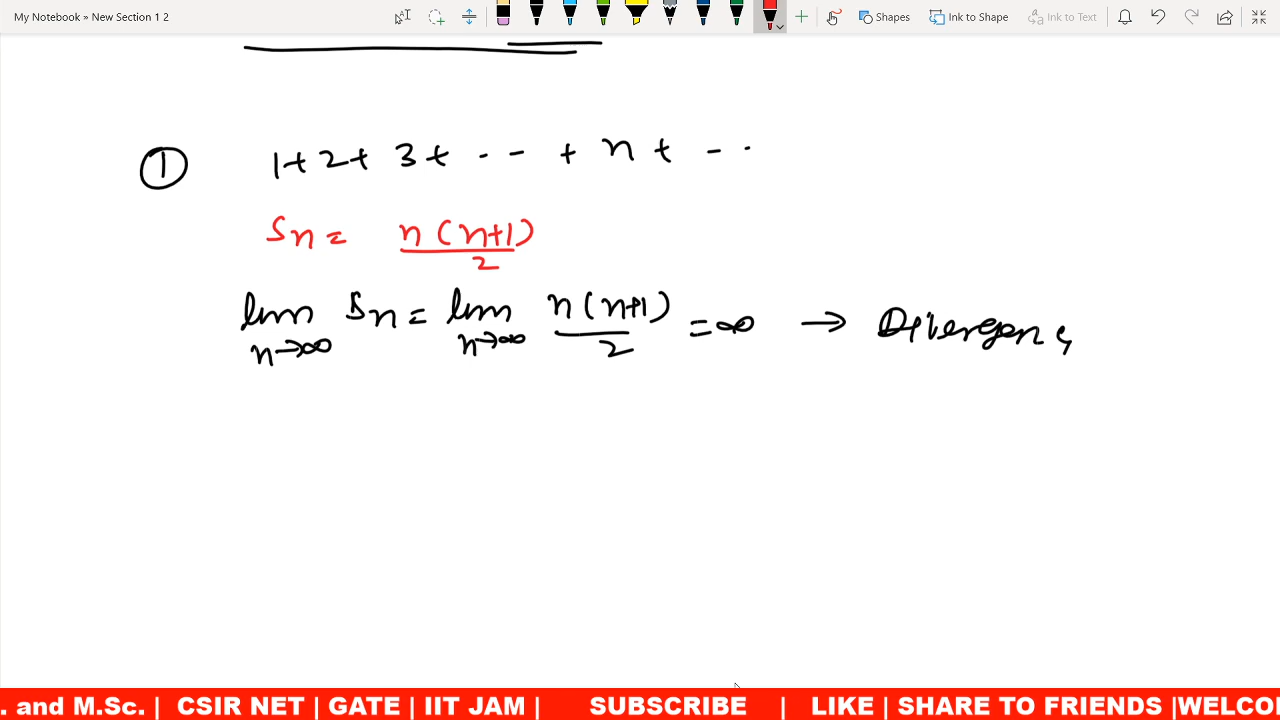 My Notebook » New Section 1 2
Shapes
Ink to Shape
Ink to Text
① 1+2+3+ -- + n + --
Sn = n(n+1)/2
lim n→∞ Sn = lim n→∞ n(n+1)/2 = ∞ → Divergen
. and M.Sc. | CSIR NET | GATE | IIT JAM | SUBSCRIBE | LIKE | SHARE TO FRIENDS |WELCO